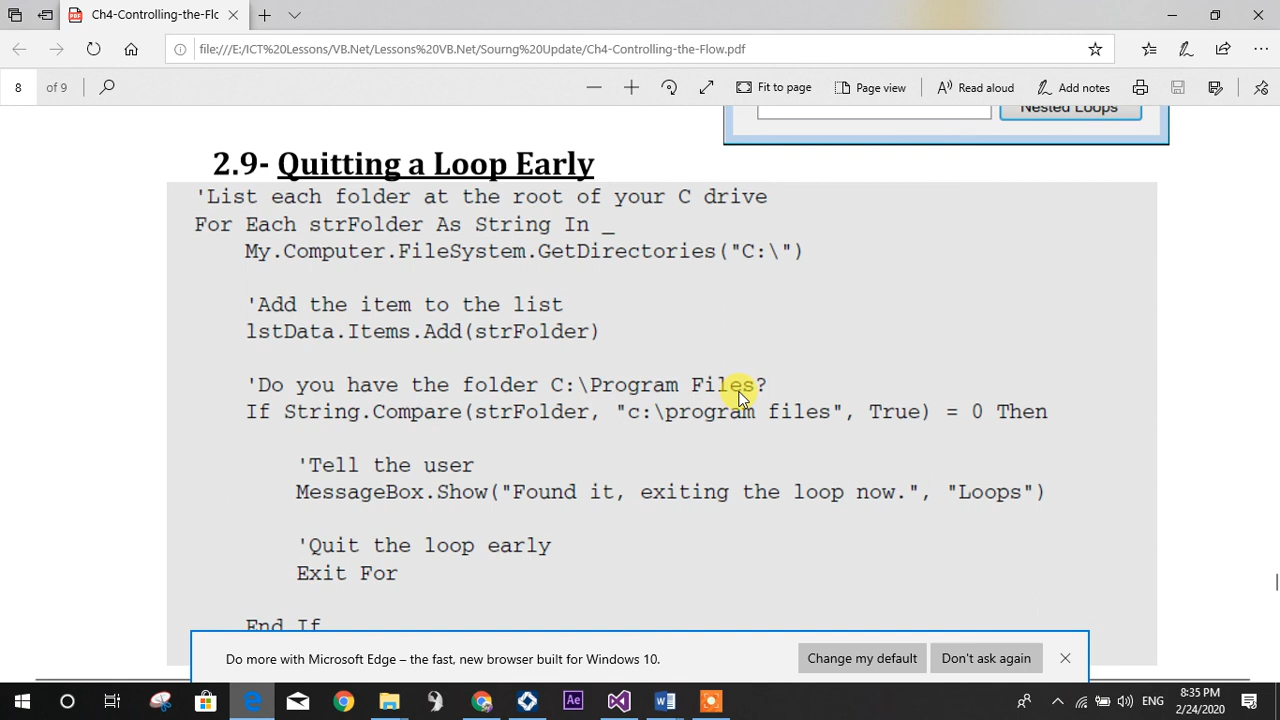 Ch4-Controlling-the-Flo
file:///E:/ICT%20Lessons/VB.Net/Lessons%20VB.Net/Sourng%20Update/Ch4-Controlling-the-Flow.pdf
8 of 9
Fit to page
Page view
Read aloud
Add notes
Nested Loops
2.9- Quitting a Loop Early
'List each folder at the root of your C drive
For Each strFolder As String In _
My.Computer.FileSystem.GetDirectories("C:\")
'Add the item to the list
lstData.Items.Add(strFolder)
'Do you have the folder C:\Program Files?
If String.Compare(strFolder, "c:\program files", True) = 0 Then
'Tell the user
MessageBox.Show("Found it, exiting the loop now.", "Loops")
'Quit the loop early
Exit For
End If
Do more with Microsoft Edge – the fast, new browser built for Windows 10.
Change my default
Don't ask again
Ae
ENG
8:35 PM
2/24/2020